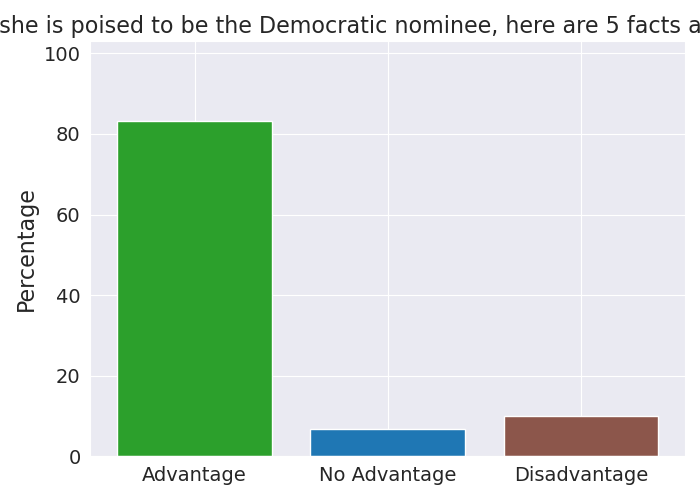 she is poised to be the Democratic nominee, here are 5 facts a
100
80
60
40
20
0
Percentage
Advantage
No Advantage
Disadvantage